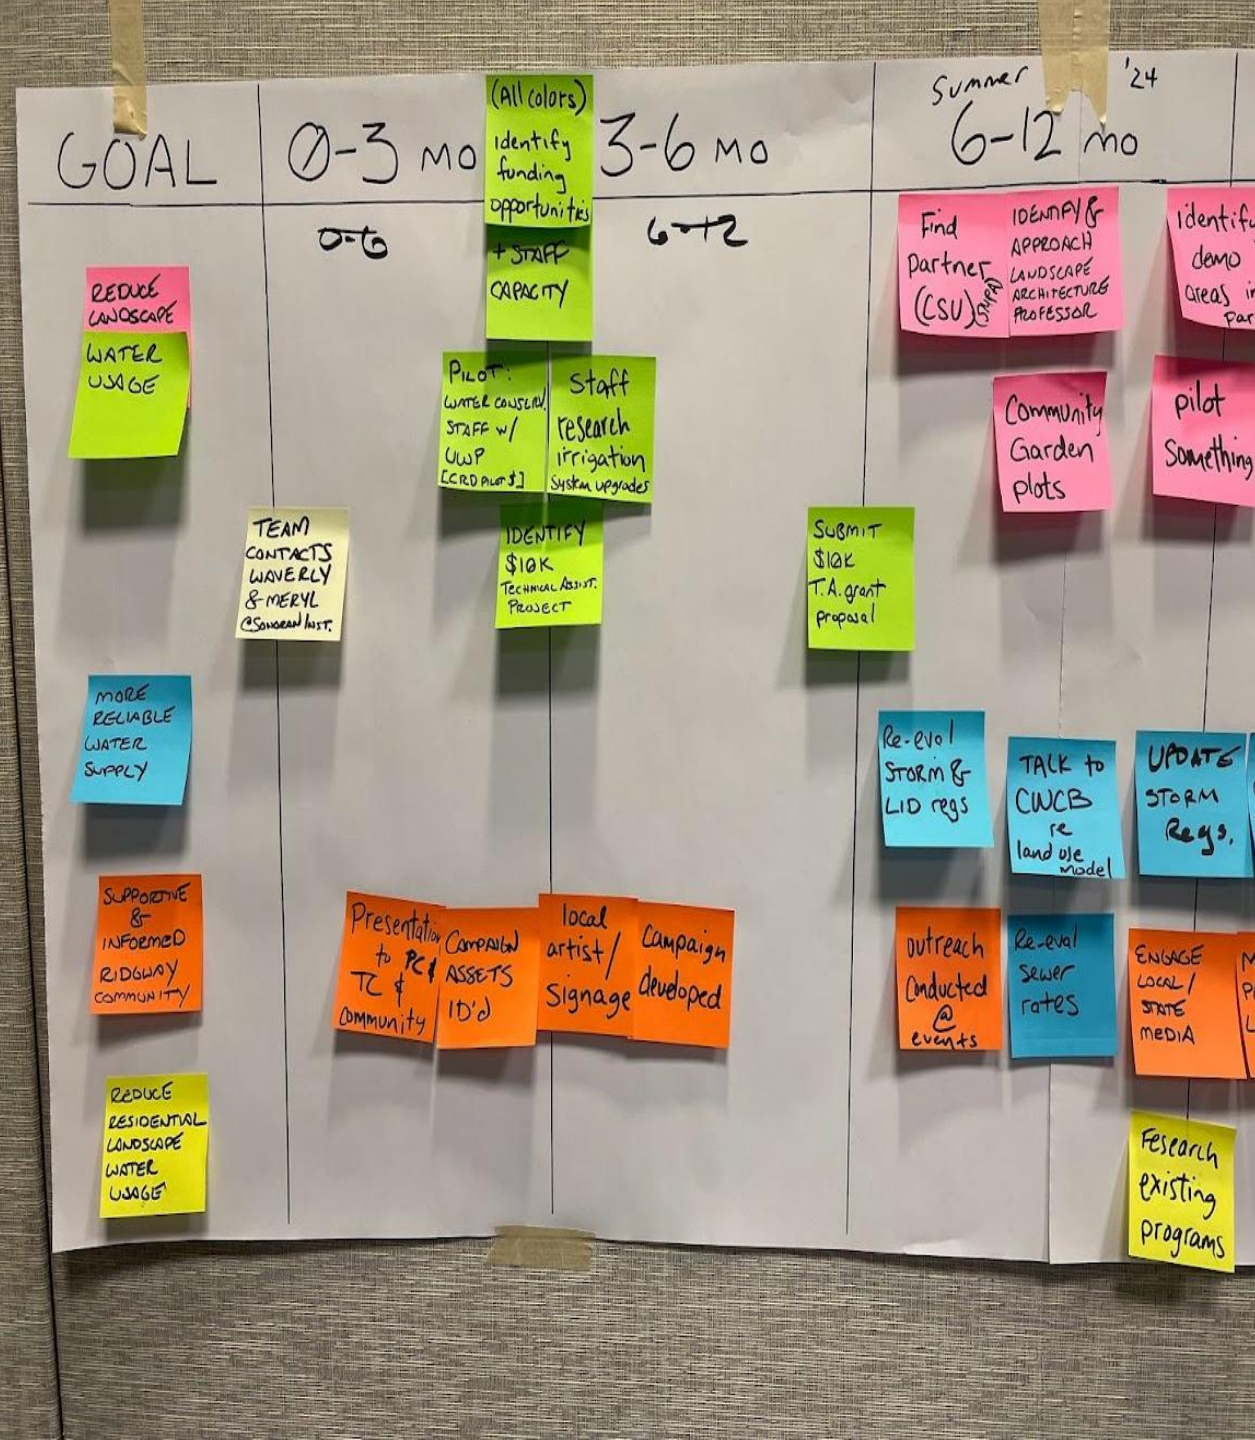 GOAL
0-3 MO
3-6 MO
Summer '24
6-12 mo
(All colors)
identify
funding
opportunities
+ STAFF
CAPACITY
0-6
6-12
REDUCE
LANDSCAPE
WATER
USAGE
PILOT:
WATER CONSERV.
STAFF W/
UWP
[CRD PILOT $]
Staff
research
irrigation
System upgrades
IDENTIFY
$10K
TECHNICAL ASSIST.
PROJECT
TEAM
CONTACTS
WAVERLY
& MERYL
@SONORAN INST.
SUBMIT
$10K
T.A. grant
proposal
Find
partner
(CSU)
IDENTIFY &
APPROACH
LANDSCAPE
ARCHITECTURE
PROFESSOR
identify
demo
areas in
par
Community
Garden
plots
pilot
Something
MORE
RELIABLE
WATER
SUPPLY
Re-eval
STORM &
LID regs
TALK to
CWCB
re
land use
model
UPDATE
STORM
Regs.
SUPPORTIVE
&
INFORMED
RIDGWAY
COMMUNITY
Presentation
to PC &
TC &
Community
CAMPAIGN
ASSETS
ID'd
local
artist/
Signage
Campaign
developed
outreach
Conducted
@
events
Re-eval
sewer
rates
ENGAGE
LOCAL/
STATE
MEDIA
REDUCE
RESIDENTIAL
LANDSCAPE
WATER
USAGE
research
existing
programs